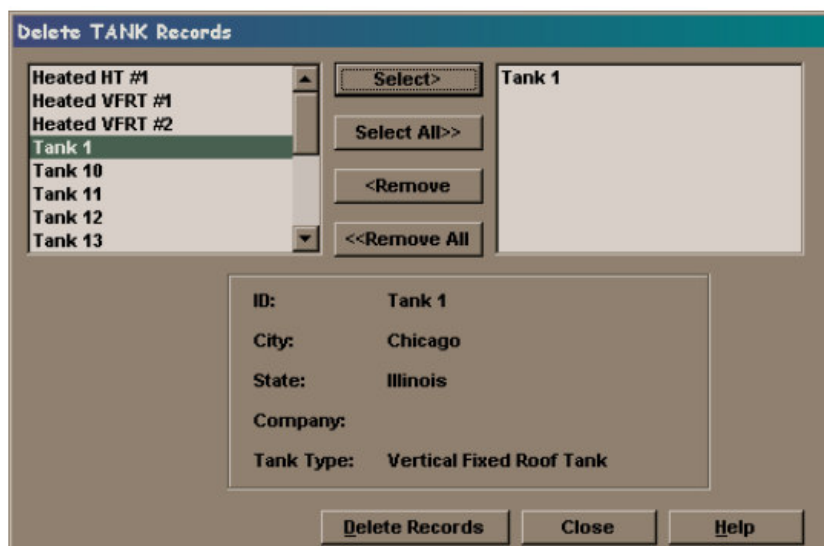 Delete TANK Records
Heated HT #1
Heated VFRT #1
Heated VFRT #2
Tank 1
Tank 10
Tank 11
Tank 12
Tank 13
Select>
Select All>>
<Remove
<<Remove All
Tank 1
ID: Tank 1
City: Chicago
State: Illinois
Company:
Tank Type: Vertical Fixed Roof Tank
Delete Records Close Help